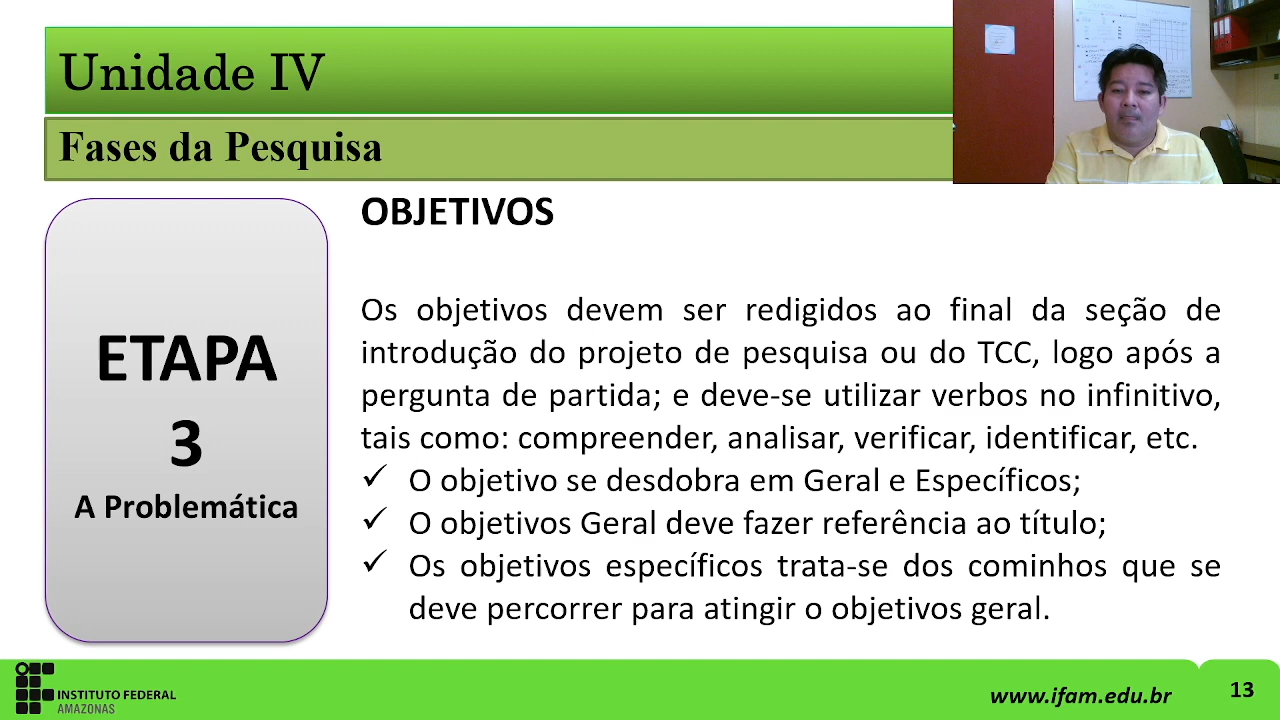 Unidade IV
Fases da Pesquisa
ETAPA
3
A Problemática
OBJETIVOS
Os objetivos devem ser redigidos ao final da seção de
introdução do projeto de pesquisa ou do TCC, logo após a
pergunta de partida; e deve-se utilizar verbos no infinitivo,
tais como: compreender, analisar, verificar, identificar, etc.
✓ O objetivo se desdobra em Geral e Específicos;
✓ O objetivos Geral deve fazer referência ao título;
✓ Os objetivos específicos trata-se dos cominhos que se
deve percorrer para atingir o objetivos geral.
INSTITUTO FEDERAL
AMAZONAS
www.ifam.edu.br
13